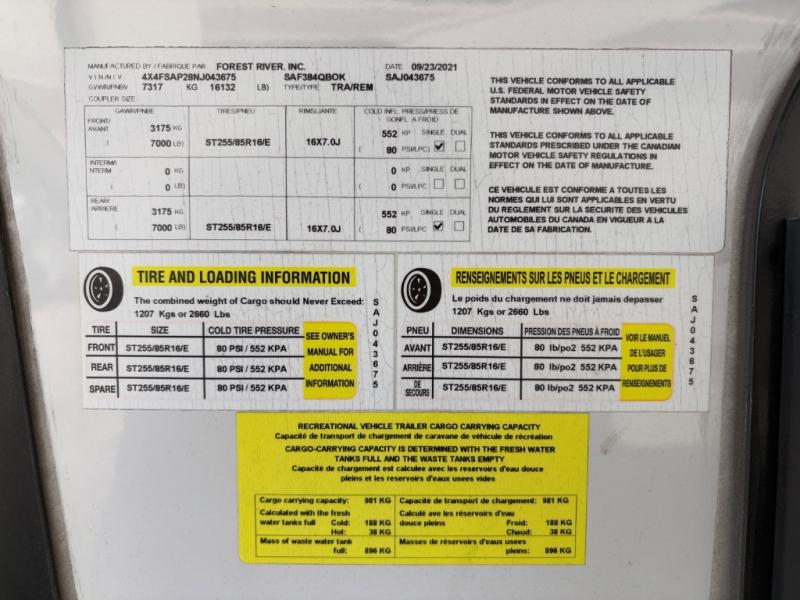 MANUFACTURED BY / FABRIQUE PAR FOREST RIVER, INC. DATE 09/23/2021
V I N / N I V 4X4FSAP28NJ043675 SAF384QBOK SAJ043675
GVWR/PNBV 7317 KG 16132 LB) TYPE/TYPE TRA/REM
COUPLER SIZE
GAWR/PNBE TIRES/PNEU RIMS/JANTE COLD INFL PRESS/PRESS DE GONFL A FROID
FRONT/ AVANT 3175 KG 552 KP SINGLE DUAL
( 7000 LB) ST255/85R16/E 16X7.0J ( 80 PSI/LPC)
INTERM/ NTERM 0 KG 0 KP SINGLE DUAL
( 0 LB) ( 0 PSI/LPC
REAR/ ARRIERE 3175 KG 552 KP SINGLE DUAL
( 7000 LB) ST255/85R16/E 16X7.0J ( 80 PSI/LPC
THIS VEHICLE CONFORMS TO ALL APPLICABLE
U.S. FEDERAL MOTOR VEHICLE SAFETY
STANDARDS IN EFFECT ON THE DATE OF
MANUFACTURE SHOWN ABOVE.
THIS VEHICLE CONFORMS TO ALL APPLICABLE
STANDARDS PRESCRIBED UNDER THE CANADIAN
MOTOR VEHICLE SAFETY REGULATIONS IN
EFFECT ON THE DATE OF MANUFACTURE.
CE VEHICULE EST CONFORME A TOUTES LES
NORMES QUI LUI SONT APPLICABLES EN VERTU
DU REGLEMENT SUR LA SECURITE DES VEHICULES
AUTOMOBILES DU CANADA EN VIGUEUR A LA
DATE DE SA FABRICATION.
TIRE AND LOADING INFORMATION
The combined weight of Cargo should Never Exceed:
1207 Kgs or 2660 Lbs
TIRE SIZE COLD TIRE PRESSURE
FRONT ST255/85R16/E 80 PSI / 552 KPA
REAR ST255/85R16/E 80 PSI / 552 KPA
SPARE ST255/85R16/E 80 PSI / 552 KPA
SEE OWNER'S
MANUAL FOR
ADDITIONAL
INFORMATION
SAJ043675
RENSEIGNEMENTS SUR LES PNEUS ET LE CHARGEMENT
Le poids du chargement ne doit jamais depasser
1207 Kgs or 2660 Lbs
PNEU DIMENSIONS PRESSION DES PNEUS À FROID
AVANT ST255/85R16/E 80 lb/po2 552 KPA
ARRIÈRE ST255/85R16/E 80 lb/po2 552 KPA
DE SECOURS ST255/85R16/E 80 lb/po2 552 KPA
VOIR LE MANUEL
DE L'USAGER
POUR PLUS DE
RENSEIGNEMENTS
SAJ043675
RECREATIONAL VEHICLE TRAILER CARGO CARRYING CAPACITY
Capacité de transport de chargement de caravane de véhicule de récréation
CARGO-CARRYING CAPACITY IS DETERMINED WITH THE FRESH WATER
TANKS FULL AND THE WASTE TANKS EMPTY
Capacité de chargement est calculee avec les reservoirs d'eau douce
pleins et les reservoirs d'eaux usees vides
Cargo carrying capacity: 981 KG
Calculated with the fresh
water tanks full Cold: 188 KG
Hot: 38 KG
Mass of waste water tank
full: 896 KG
Capacité de transport de chargement: 981 KG
Calculé ave les réservoirs d'eau
douce pleins Froid: 188 KG
Chaud: 38 KG
Masses de réservoirs d'eaux usees
pleins: 896 KG